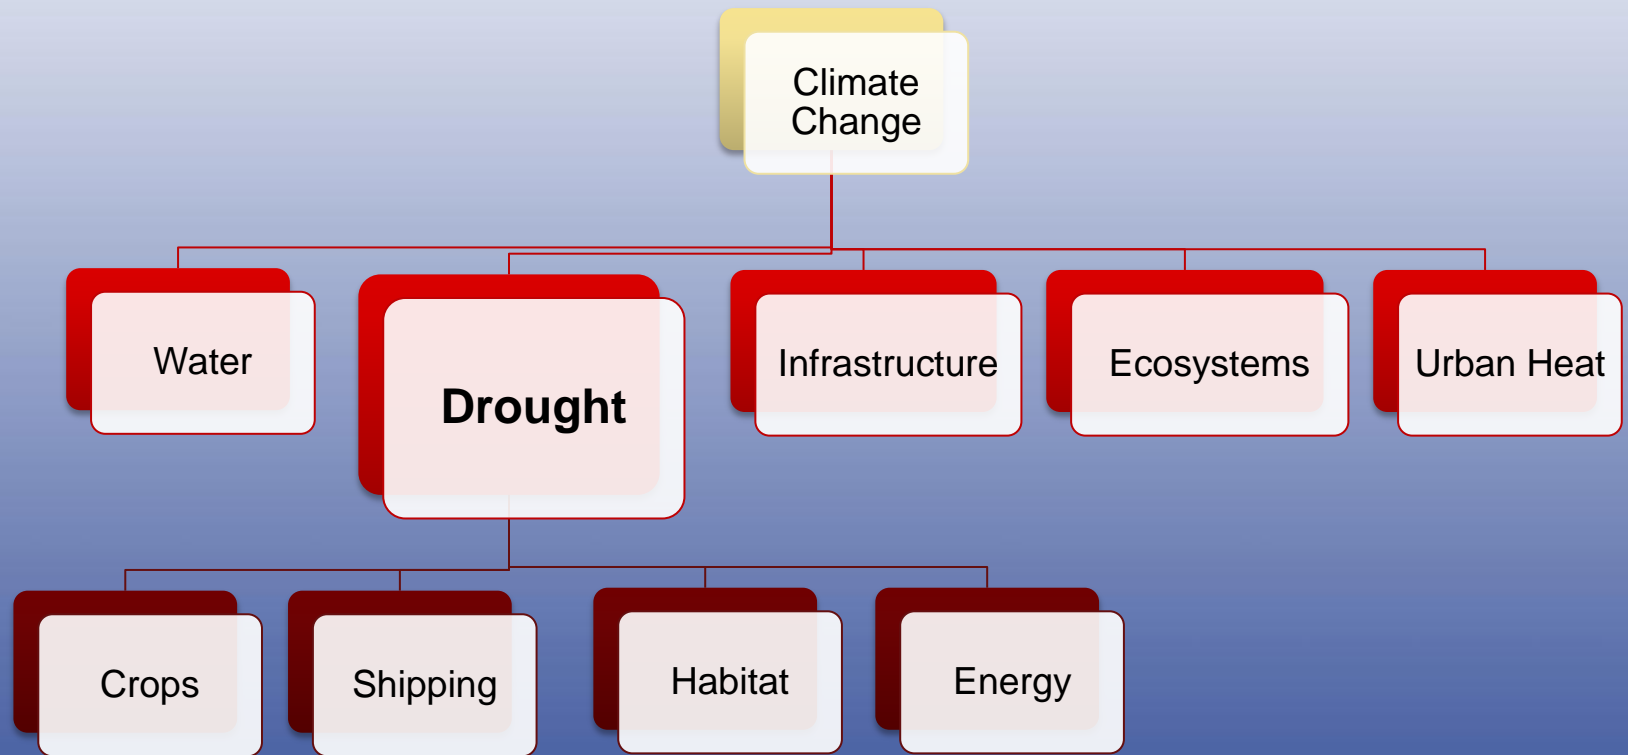 Climate
Change
Water
Drought
Infrastructure
Ecosystems
Urban Heat
Crops
Shipping
Habitat
Energy